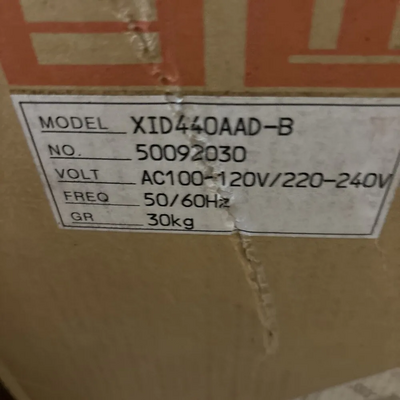 MODEL XID440AAD-B
NO. 50092030
VOLT AC100-120V/220-240V
FREQ 50/60Hz
GR 30kg